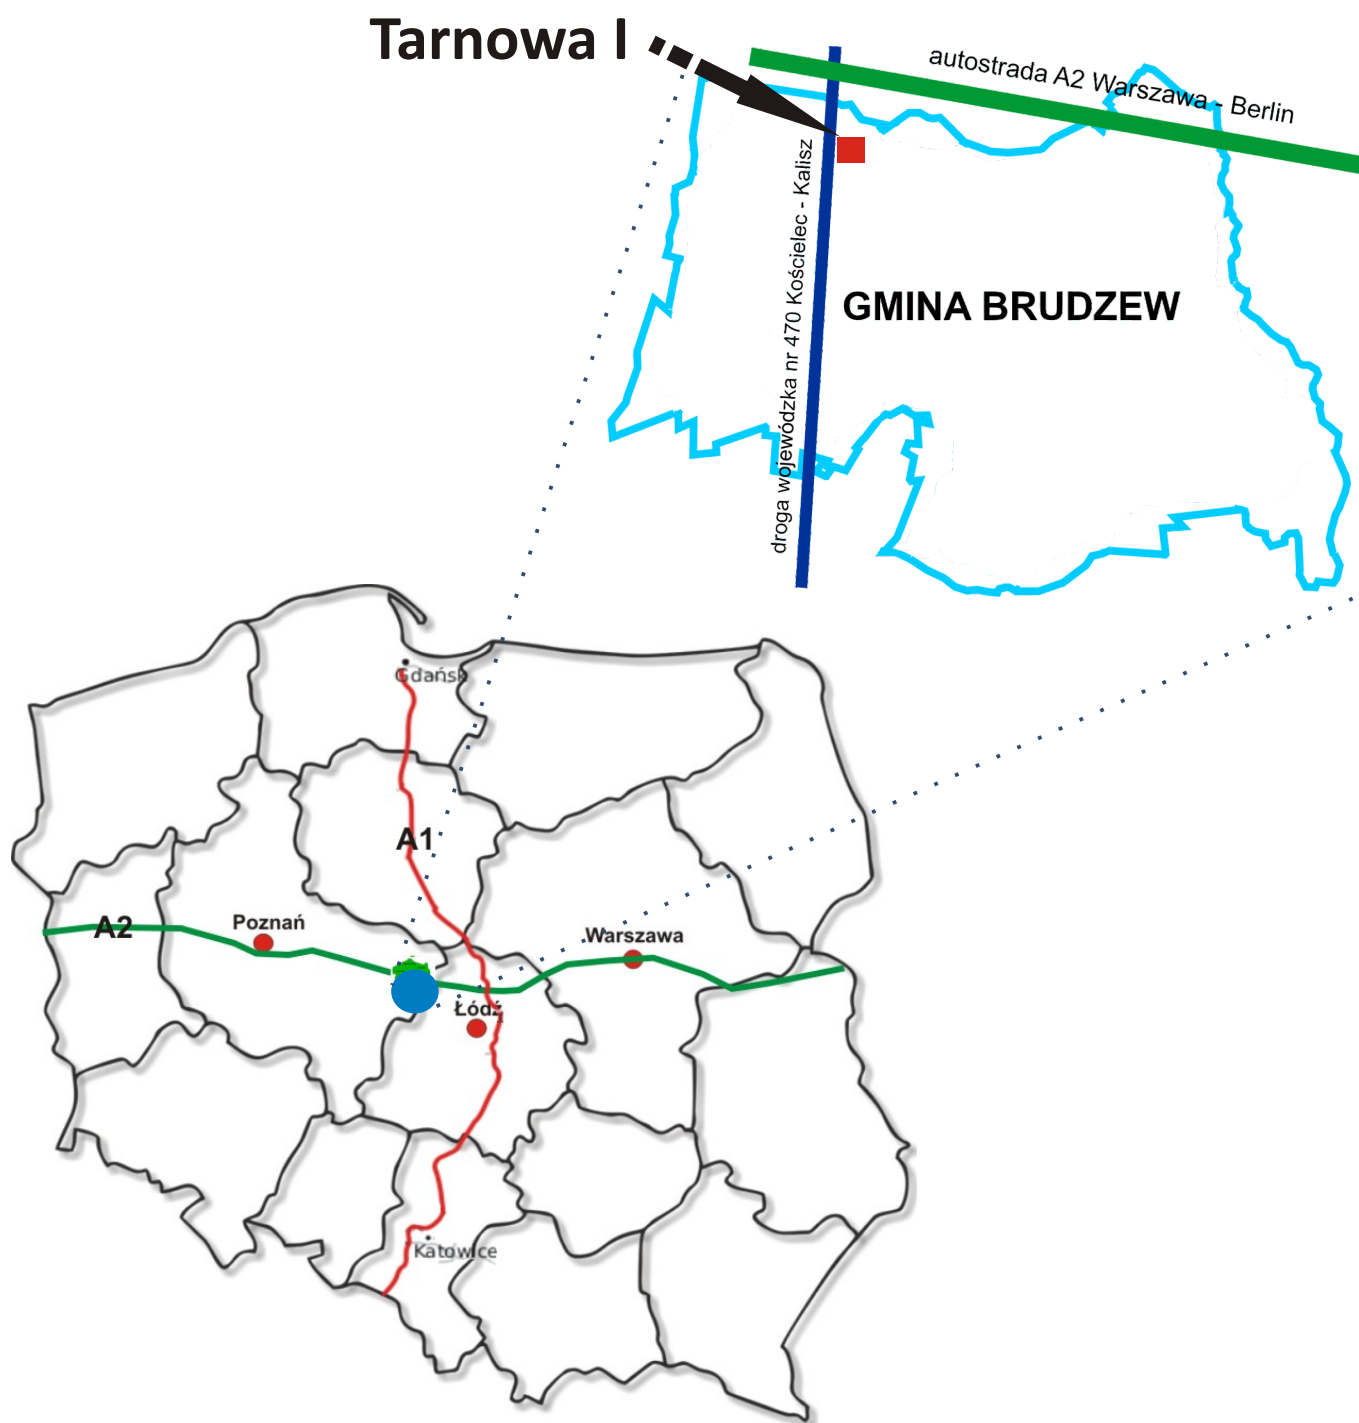 Tarnowa I
autostrada A2 Warszawa - Berlin
droga wojewódzka nr 470 Kościelec - Kalisz
GMINA BRUDZEW
Gdańsk
A1
A2
Poznań
Warszawa
Łódź
Katowice